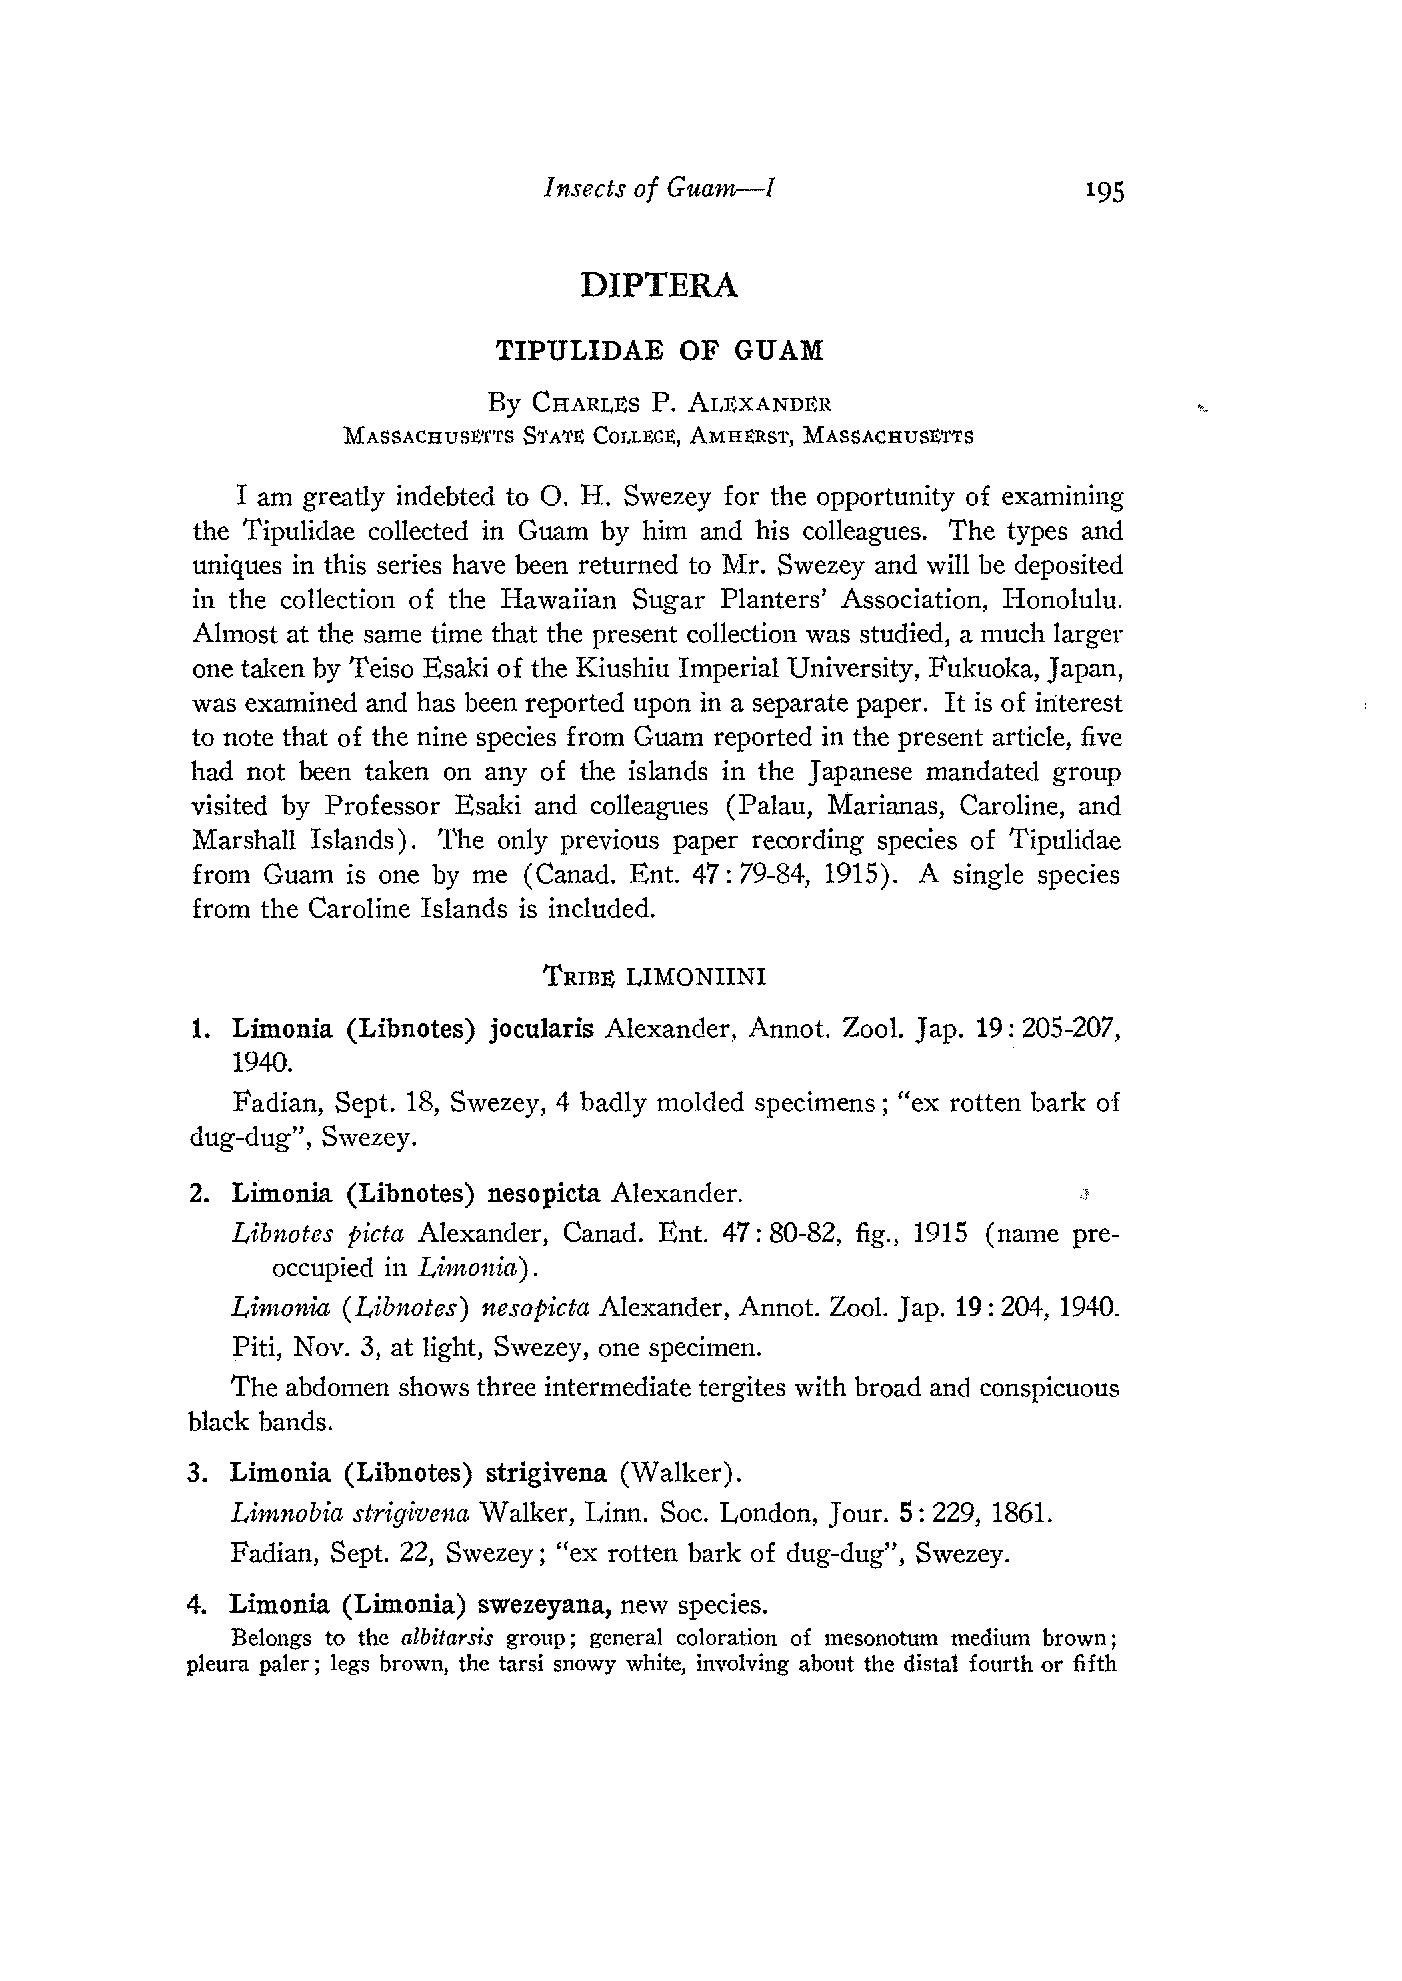 Insects of Guam—I 195
DIPTERA
TIPULIDAE OF GUAM
By CHARLES P. ALEXANDER
MASSACHUSETTS STATE COLLEGE, AMHERST, MASSACHUSETTS
I am greatly indebted to O. H. Swezey for the opportunity of examining
the Tipulidae collected in Guam by him and his colleagues. The types and
uniques in this series have been returned to Mr. Swezey and will be deposited
in the collection of the Hawaiian Sugar Planters' Association, Honolulu.
Almost at the same time that the present collection was studied, a much larger
one taken by Teiso Esaki of the Kiushiu Imperial University, Fukuoka, Japan,
was examined and has been reported upon in a separate paper. It is of interest
to note that of the nine species from Guam reported in the present article, five
had not been taken on any of the islands in the Japanese mandated group
visited by Professor Esaki and colleagues (Palau, Marianas, Caroline, and
Marshall Islands). The only previous paper recording species of Tipulidae
from Guam is one by me (Canad. Ent. 47: 79-84, 1915). A single species
from the Caroline Islands is included.
TRIBE LIMONIINI
1. Limonia (Libnotes) jocularis Alexander, Annot. Zool. Jap. 19: 205-207,
1940.
Fadian, Sept. 18, Swezey, 4 badly molded specimens; "ex rotten bark of
dug-dug", Swezey.
2. Limonia (Libnotes) nesopicta Alexander.
Libnotes picta Alexander, Canad. Ent. 47: 80-82, fig., 1915 (name pre-
occupied in Limonia).
Limonia (Libnotes) nesopicta Alexander, Annot. Zool. Jap. 19: 204, 1940.
Piti, Nov. 3, at light, Swezey, one specimen.
The abdomen shows three intermediate tergites with broad and conspicuous
black bands.
3. Limonia (Libnotes) strigivena (Walker).
Limnobia strigivena Walker, Linn. Soc. London, Jour. 5: 229, 1861.
Fadian, Sept. 22, Swezey; "ex rotten bark of dug-dug", Swezey.
4. Limonia (Limonia) swezeyana, new species.
Belongs to the albitarsis group; general coloration of mesonotum medium brown;
pleura paler; legs brown, the tarsi snowy white, involving about the distal fourth or fifth